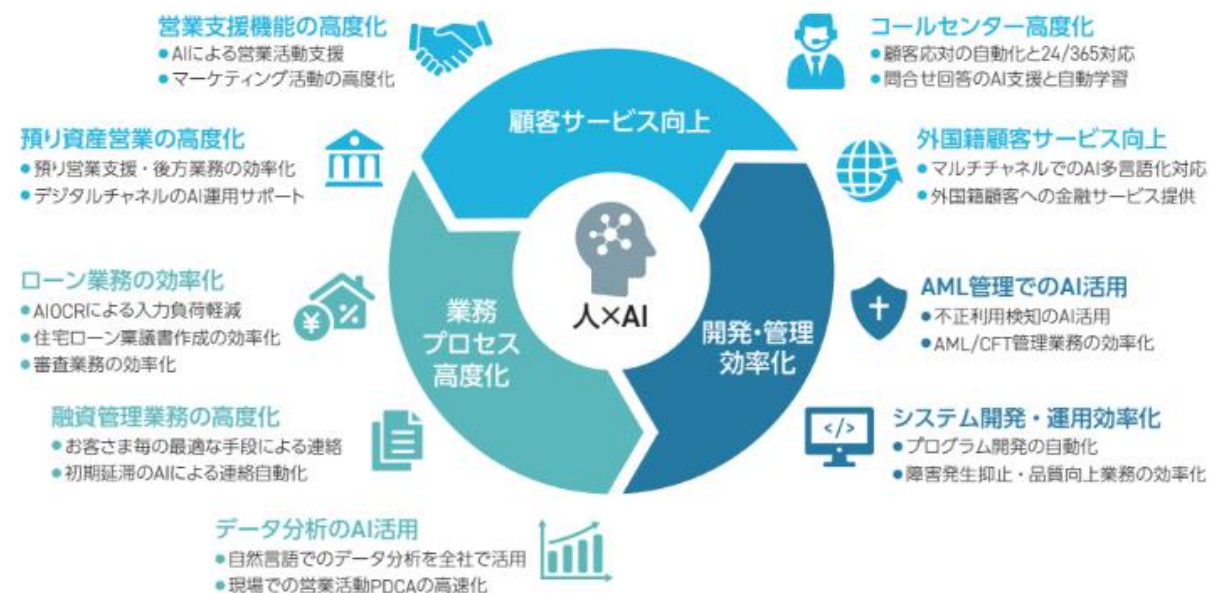 営業支援機能の高度化
●AIによる営業活動支援
●マーケティング活動の高度化
コールセンター高度化
●顧客応対の自動化と24/365対応
●問合せ回答のAI支援と自動学習
預り資産営業の高度化
●預り営業支援・後方業務の効率化
●デジタルチャネルのAI運用サポート
顧客サービス向上
外国籍顧客サービス向上
●マルチチャネルでのAI多言語化対応
●外国籍顧客への金融サービス提供
ローン業務の効率化
●AIOCRによる入力負荷軽減
●住宅ローン稟議書作成の効率化
●審査業務の効率化
¥
%
業務
プロセス
高度化
人×AI
開発・管理
効率化
AML管理でのAI活用
●不正利用検知のAI活用
●AML/CFT管理業務の効率化
融資管理業務の高度化
●お客さま毎の最適な手段による連絡
●初期延滞のAIによる連絡自動化
</>
システム開発・運用効率化
●プログラム開発の自動化
●障害発生抑止・品質向上業務の効率化
データ分析のAI活用
●自然言語でのデータ分析を全社で活用
●現場での営業活動PDCAの高速化